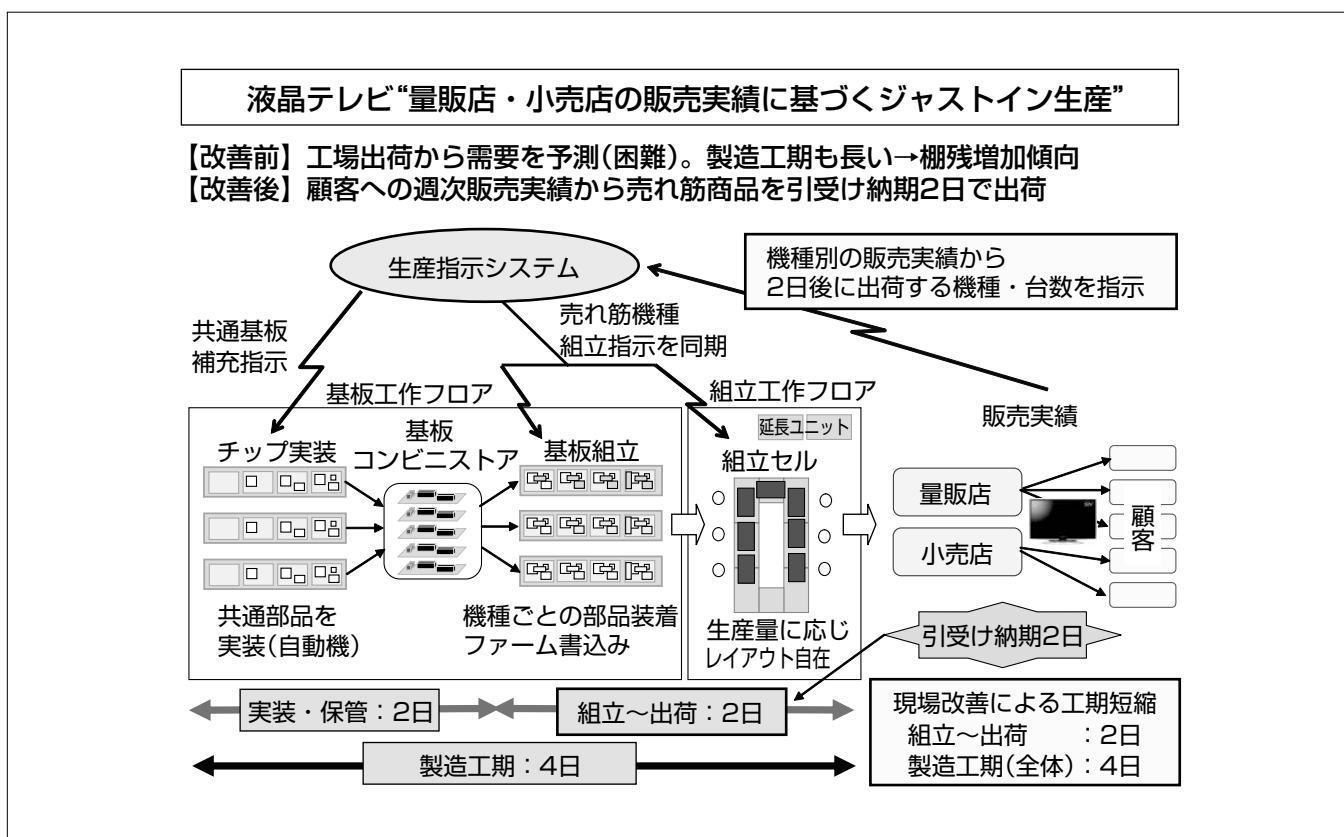 液晶テレビ“量販店・小売店の販売実績に基づくジャストイン生産”
【改善前】工場出荷から需要を予測(困難)。製造工期も長い→棚残増加傾向
【改善後】顧客への週次販売実績から売れ筋商品を引受け納期2日で出荷
生産指示システム
機種別の販売実績から
2日後に出荷する機種・台数を指示
共通基板
補充指示
売れ筋機種
組立指示を同期
基板工作フロア
組立工作フロア
販売実績
延長ユニット
チップ実装
基板
コンビニストア
基板組立
組立セル
量販店
小売店
顧客
共通部品を
実装(自動機)
機種ごとの部品装着
ファーム書込み
生産量に応じ
レイアウト自在
引受け納期2日
実装・保管：2日
組立～出荷：2日
製造工期：4日
現場改善による工期短縮
組立～出荷　　：2日
製造工期(全体)：4日